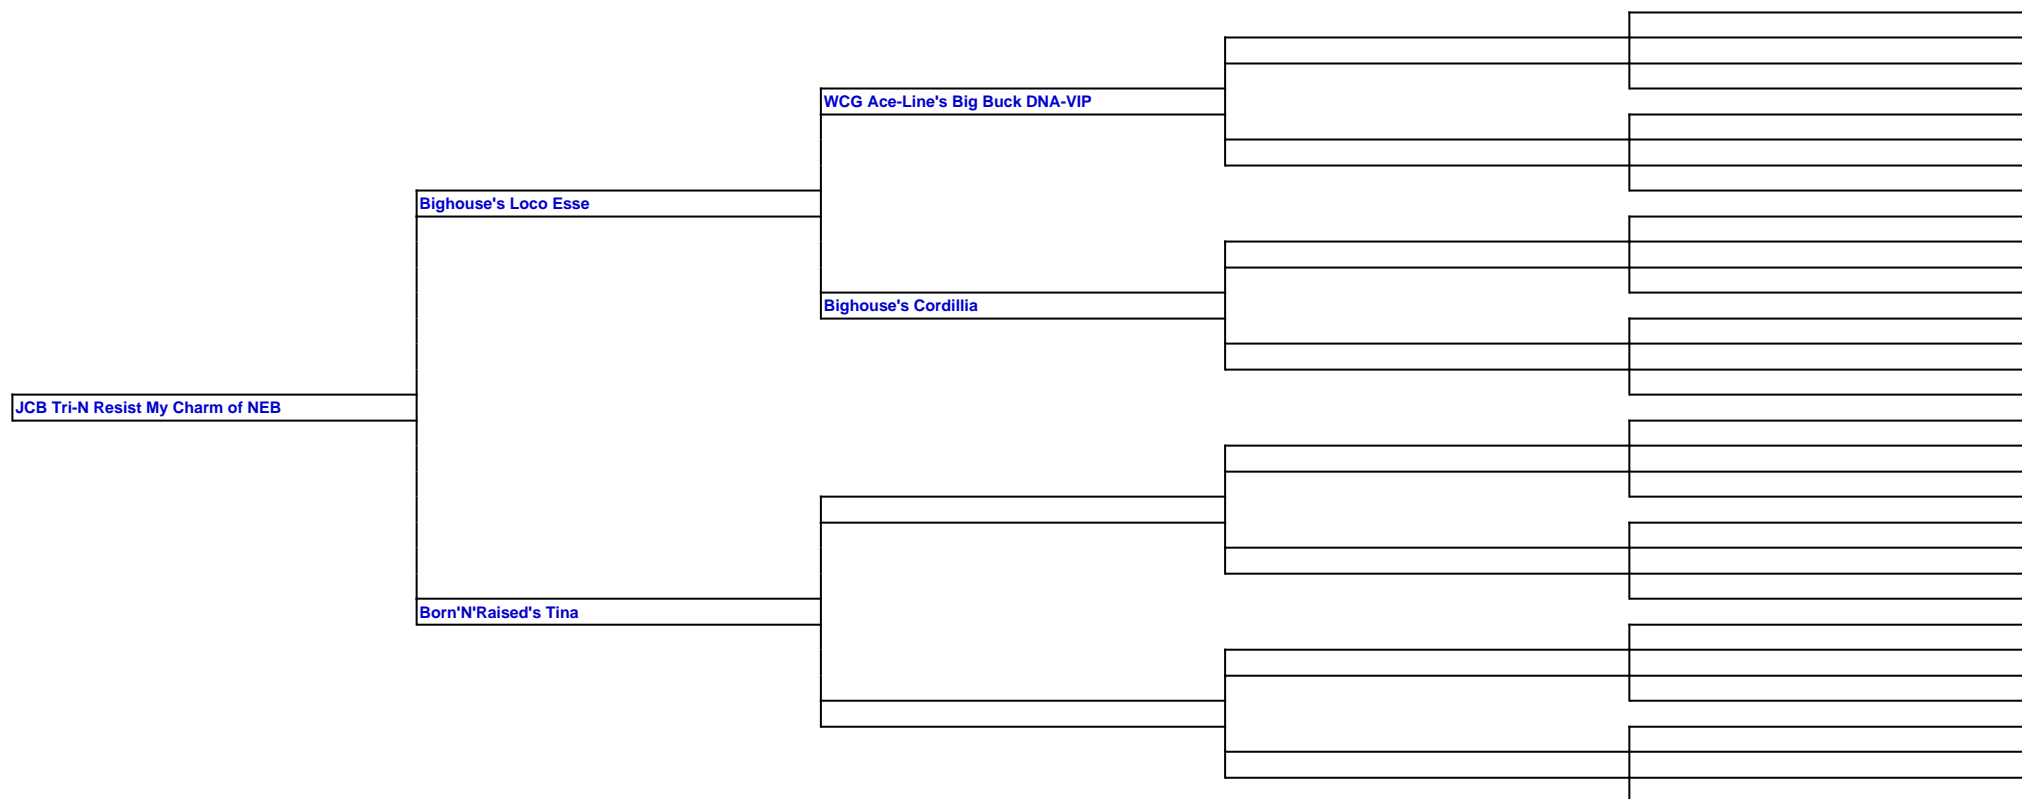 WCG Ace-Line's Big Buck DNA-VIP
Bighouse's Loco Esse
Bighouse's Cordillia
JCB Tri-N Resist My Charm of NEB
Born'N'Raised's Tina